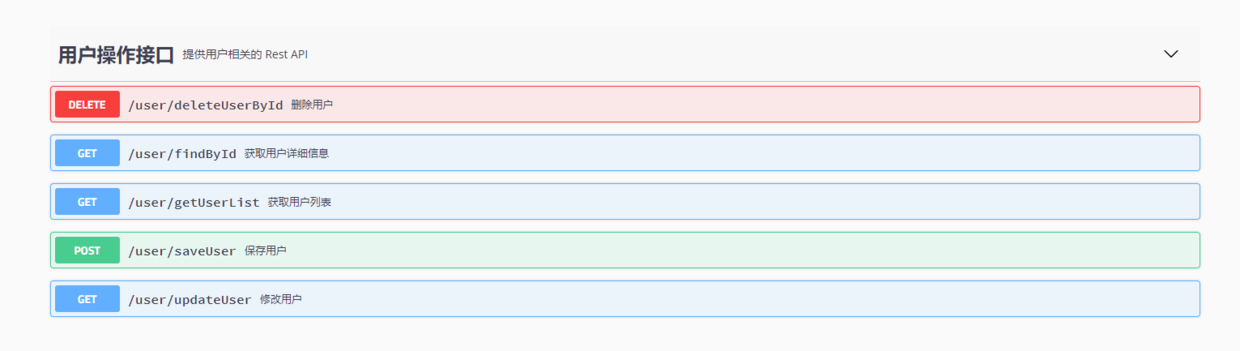 用户操作接口 提供用户相关的 Rest API
DELETE /user/deleteUserById 删除用户
GET /user/findById 获取用户详细信息
GET /user/getUserList 获取用户列表
POST /user/saveUser 保存用户
GET /user/updateUser 修改用户